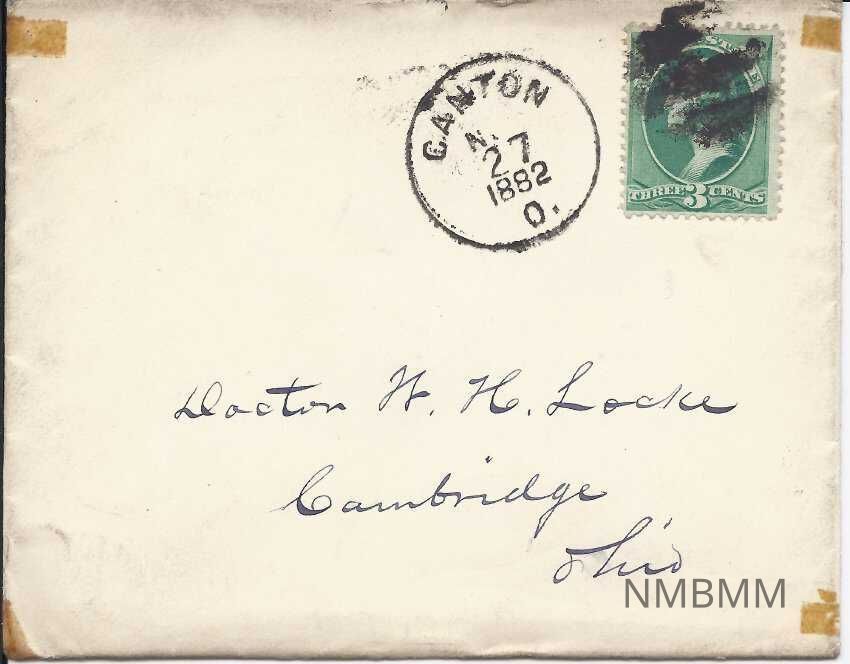 CANTON
N. 27
1882
O.
THREE 3 CENTS
Doctor W. H. Locke
Cambridge
Ohio
NMBMM